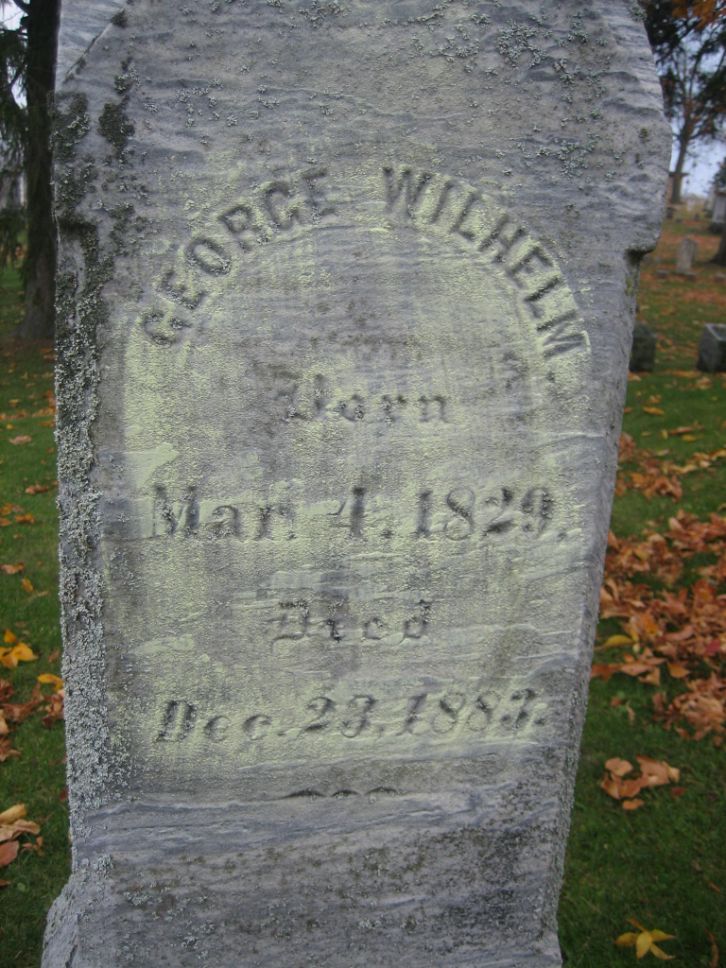 GEORGE WILHELM
Born
Mar. 4. 1829.
Died
Dec. 23. 1883.